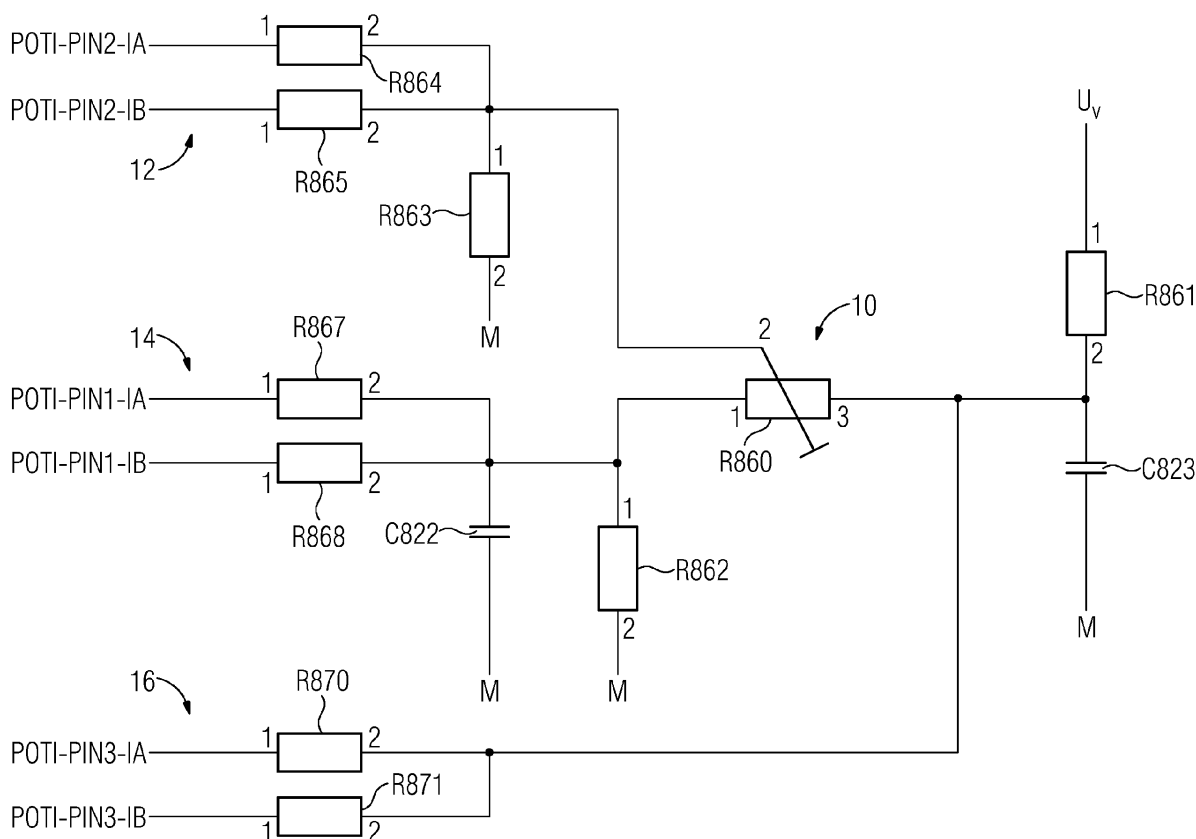 POTI-PIN2-IA 1 2
R864
POTI-PIN2-IB 1 2
12
R865
1
R863
2
M
Uv
1
R861
2
10
2
14
R867
POTI-PIN1-IA 1 2
1 3
R860
POTI-PIN1-IB 1 2
R868
C822
1
R862
2
C823
M
M
M
16
R870
POTI-PIN3-IA 1 2
R871
POTI-PIN3-IB 1 2